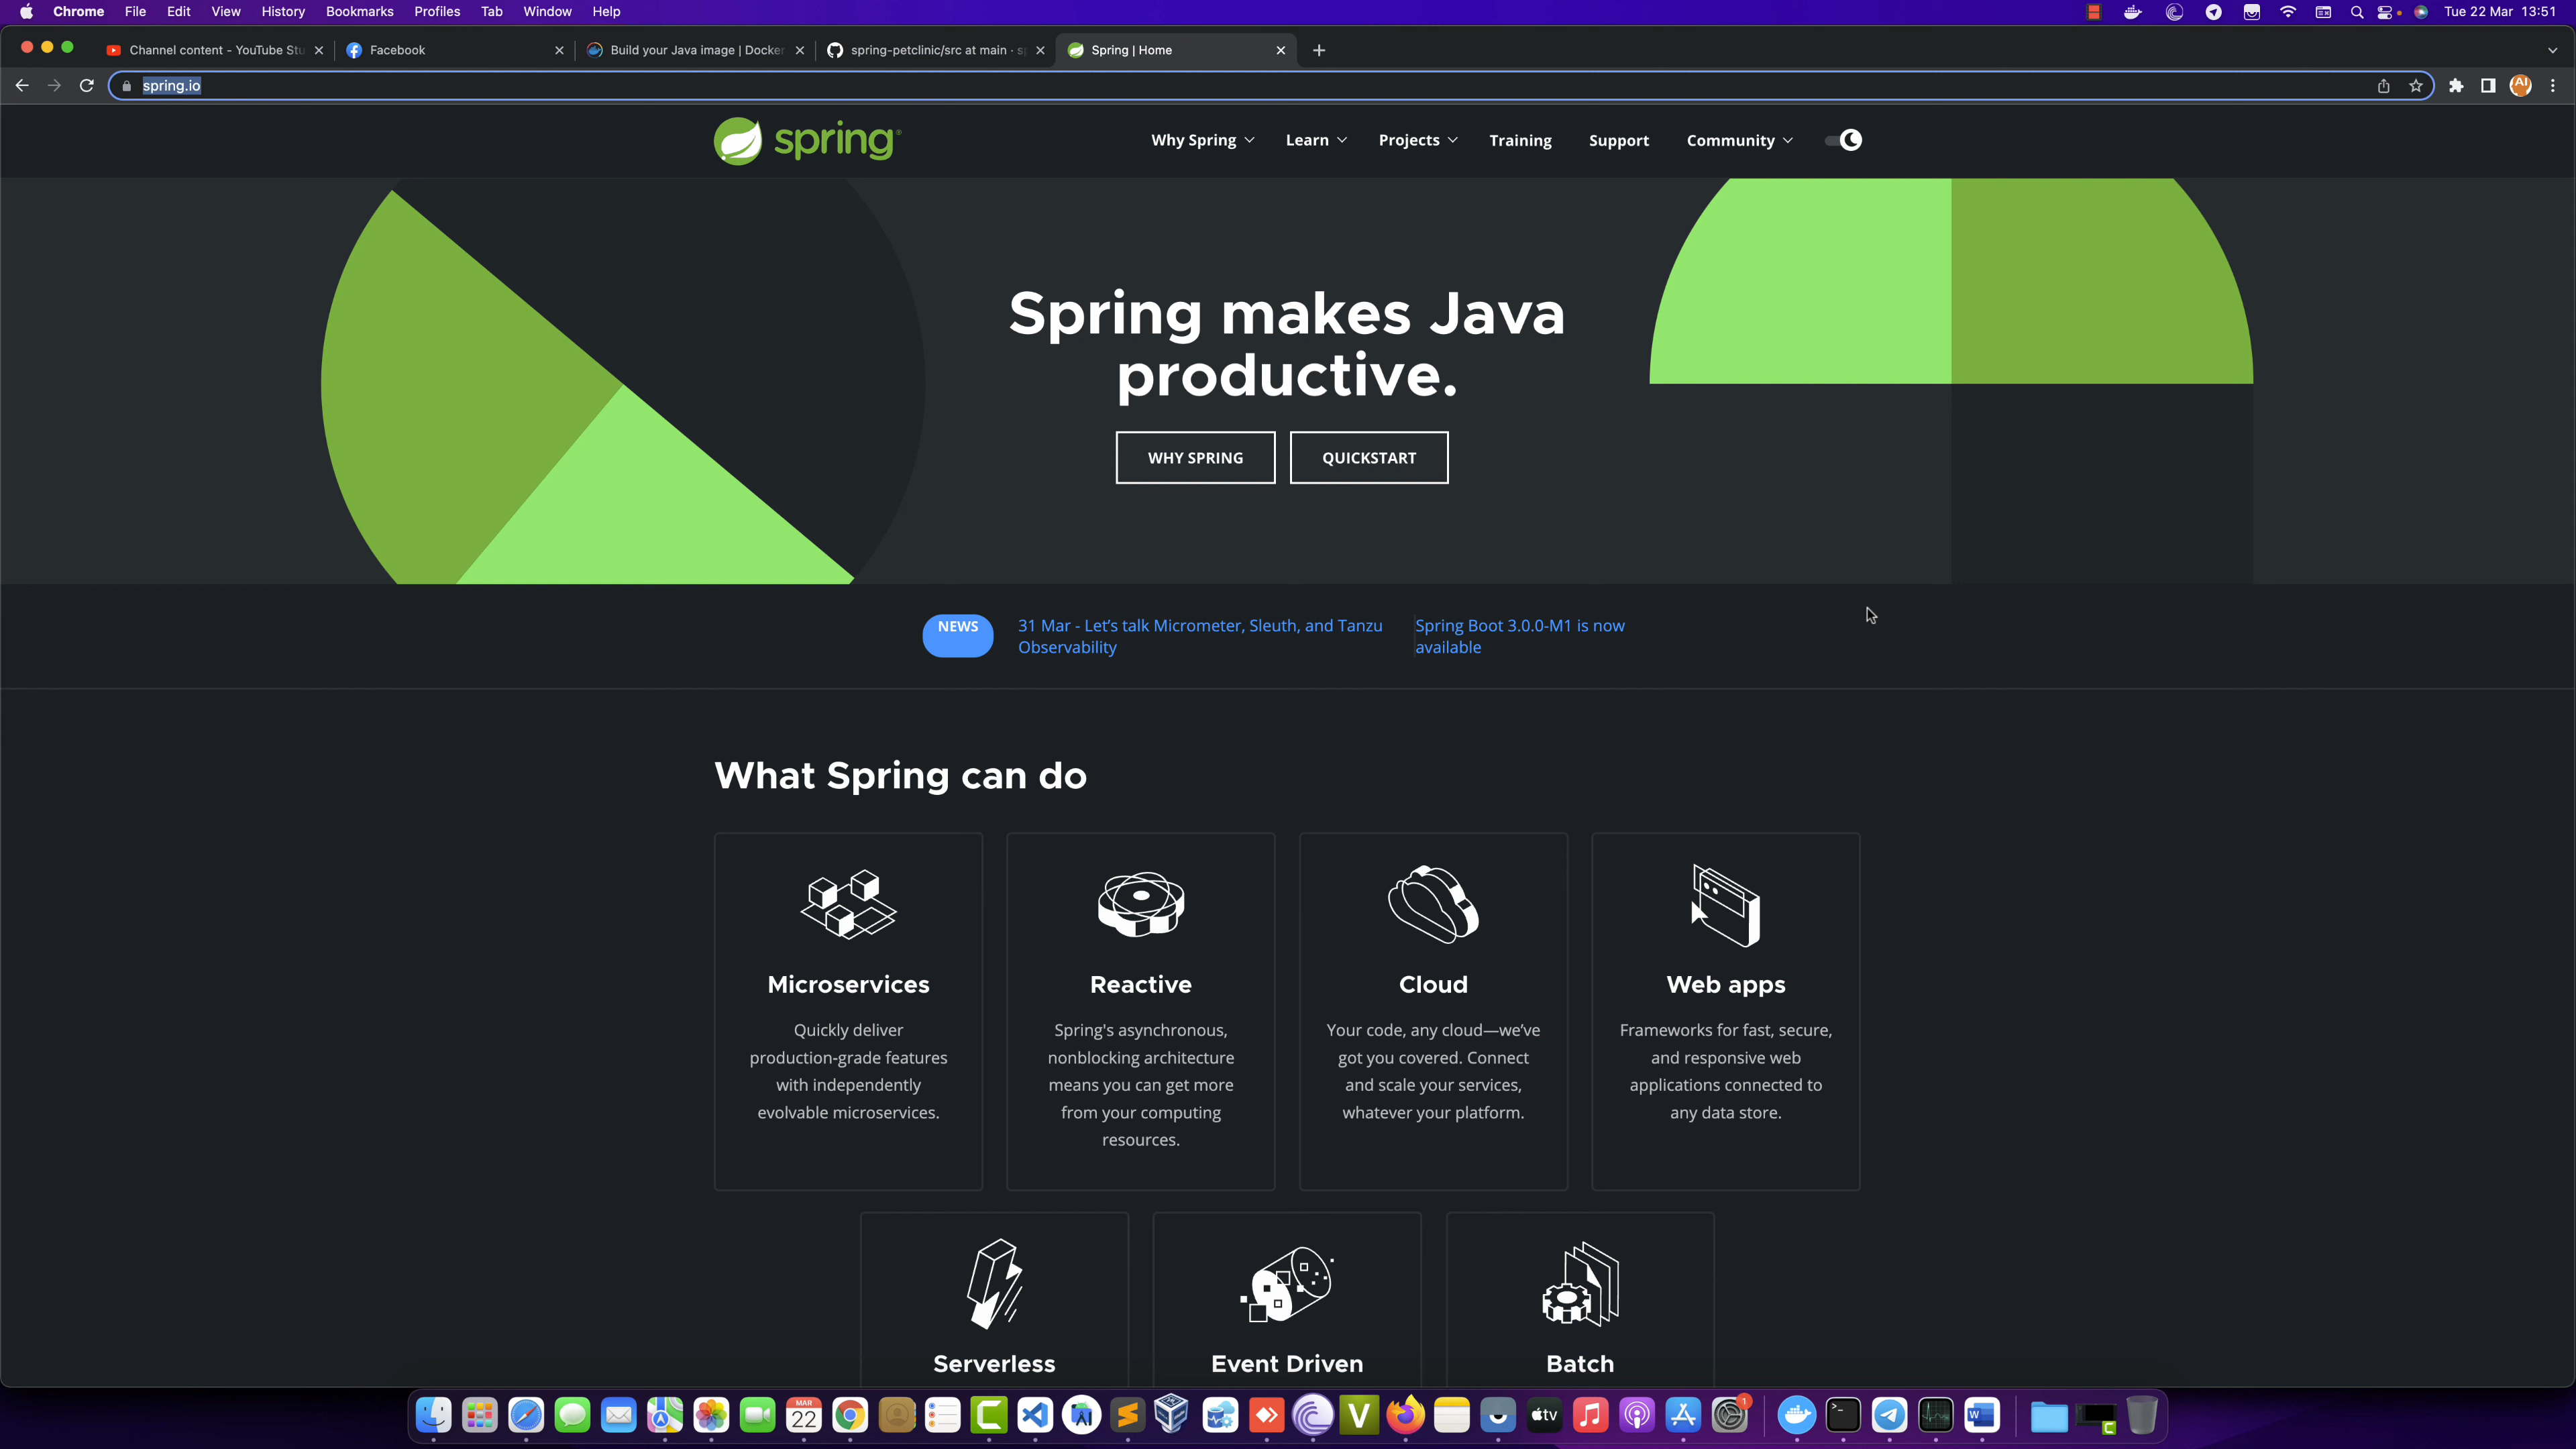 Chrome File Edit View History Bookmarks Profiles Tab Window Help Tue 22 Mar 13:51
Channel content - YouTube Stu Facebook Build your Java image | Docker spring-petclinic/src at main · sp Spring | Home
spring.io
spring Why Spring Learn Projects Training Support Community
Spring makes Java
productive.
WHY SPRING QUICKSTART
NEWS 31 Mar - Let's talk Micrometer, Sleuth, and Tanzu Spring Boot 3.0.0-M1 is now
Observability available
What Spring can do
Microservices
Quickly deliver
production-grade features
with independently
evolvable microservices.
Reactive
Spring's asynchronous,
nonblocking architecture
means you can get more
from your computing
resources.
Cloud
Your code, any cloud—we've
got you covered. Connect
and scale your services,
whatever your platform.
Web apps
Frameworks for fast, secure,
and responsive web
applications connected to
any data store.
Serverless Event Driven Batch
MAR
22
tv
1